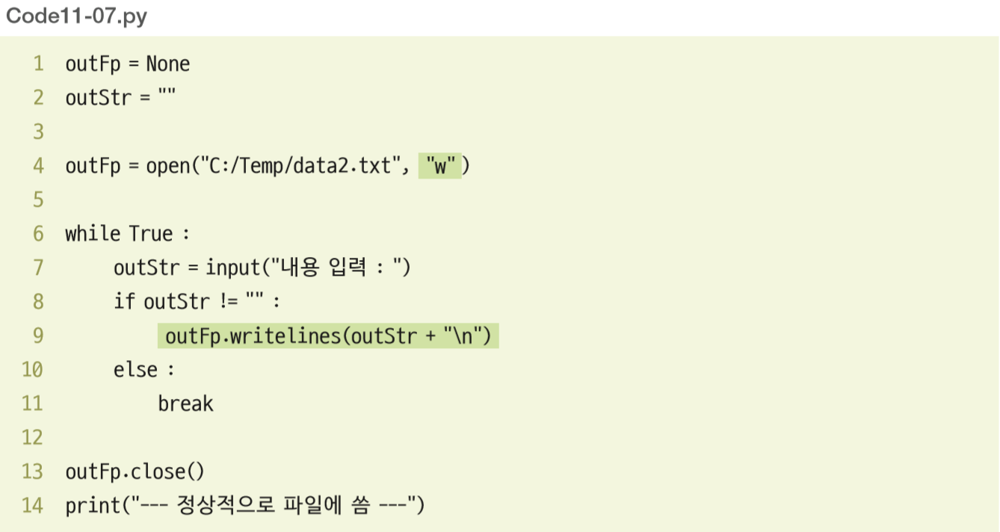 Code11-07.py
1 outFp = None
2 outStr = ""
3
4 outFp = open("C:/Temp/data2.txt", "w")
5
6 while True :
7 outStr = input("내용 입력 : ")
8 if outStr != "" :
9 outFp.writelines(outStr + "\n")
10 else :
11 break
12
13 outFp.close()
14 print("--- 정상적으로 파일에 씀 ---")